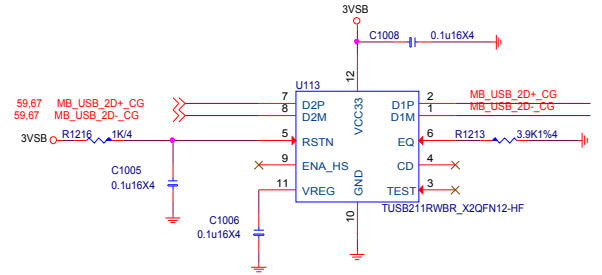 3VSB
C1008
0.1u16X4
U113
12
VCC33
59,67 MB_USB_2D+_CG
7 D2P
D1P 2
MB_USB_2D+_CG
59,67 MB_USB_2D-_CG
8 D2M
D1M 1
MB_USB_2D-_CG
3VSB R1216 1K/4
5 RSTN
EQ 6
R1213 3.9K1%4
9 ENA_HS
CD 4
C1005
0.1u16X4
11 VREG
GND
TEST 3
TUSB211RWBR_X2QFN12-HF
10
C1006
0.1u16X4